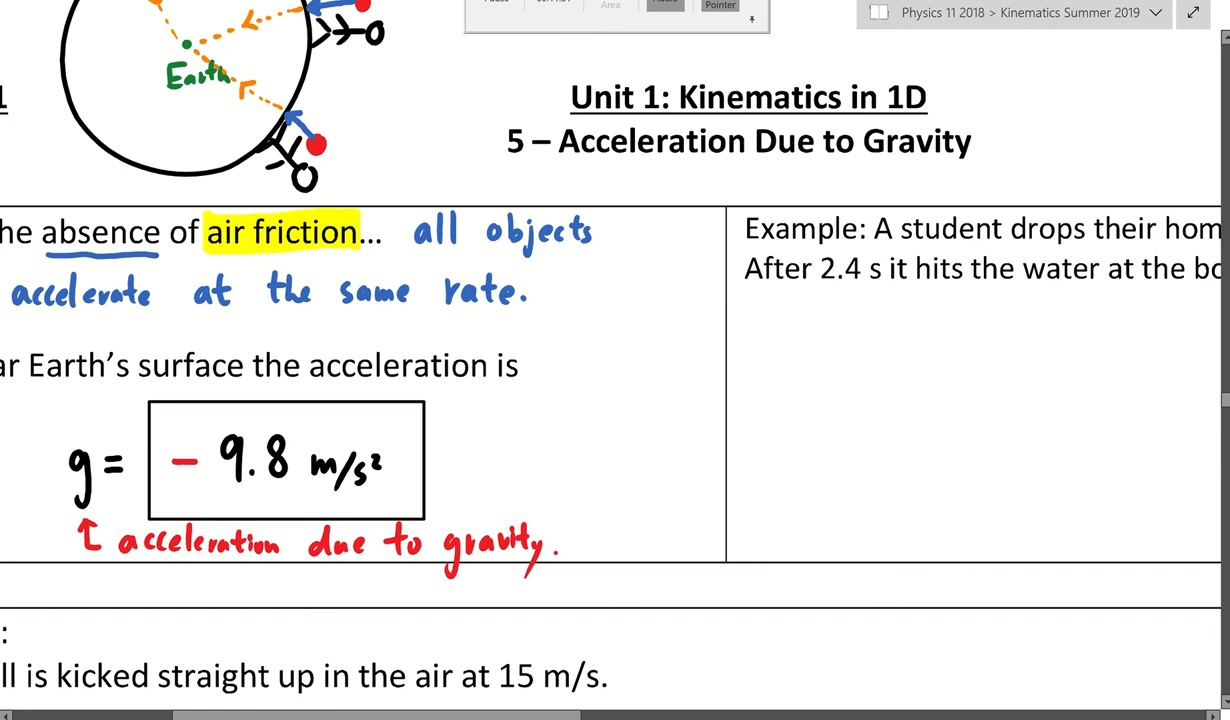 Area
Pointer
Physics 11 2018 > Kinematics Summer 2019
Earth
1
Unit 1: Kinematics in 1D
5 – Acceleration Due to Gravity
he absence of air friction... all objects
accelerate at the same rate.
ar Earth's surface the acceleration is
g = - 9.8 m/s²
↑ acceleration due to gravity.
Example: A student drops their hom
After 2.4 s it hits the water at the bo
:
ll is kicked straight up in the air at 15 m/s.